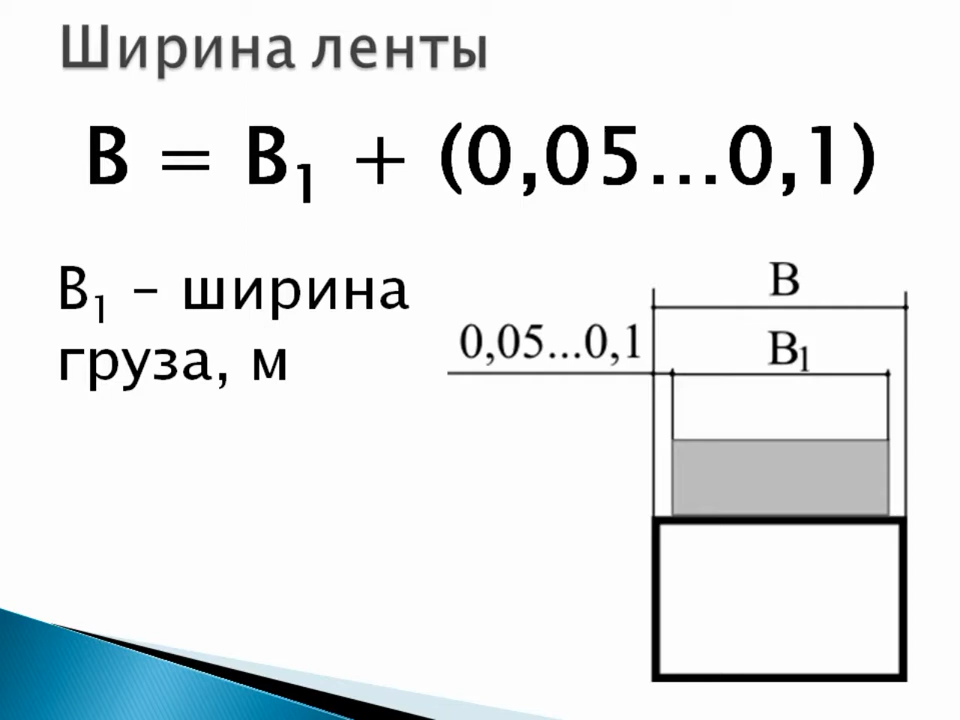 Ширина ленты
B = B₁ + (0,05…0,1)
B₁ – ширина
груза, м
B
0,05...0,1
B₁